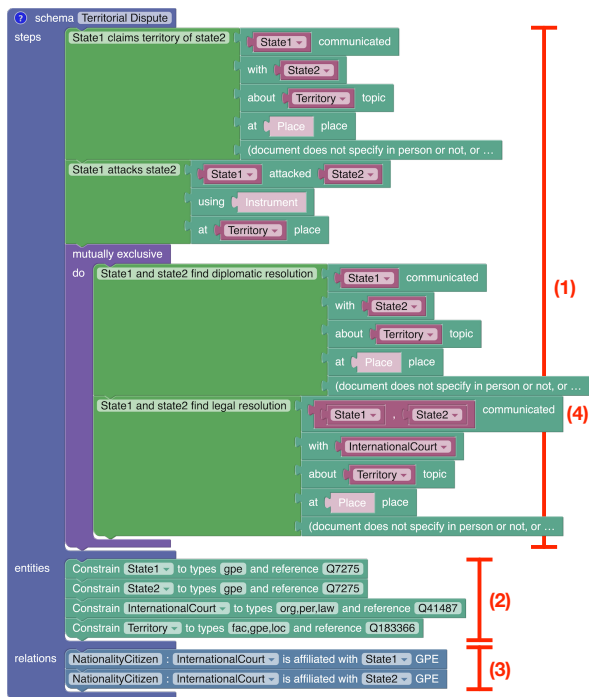 ? schema Territorial Dispute
steps State1 claims territory of state2 State1 communicated
with State2
about Territory topic
at Place place
(document does not specify in person or not, or ...
State1 attacks state2 State1 attacked State2
using Instrument
at Territory place
mutually exclusive
do State1 and state2 find diplomatic resolution State1 communicated
(1)
with State2
about Territory topic
at Place place
(document does not specify in person or not, or ...
State1 and state2 find legal resolution State1 , State2 communicated (4)
with InternationalCourt
about Territory topic
at Place place
(document does not specify in person or not, or ...
entities Constrain State1 to types gpe and reference Q7275
Constrain State2 to types gpe and reference Q7275
(2)
Constrain InternationalCourt to types org,per,law and reference Q41487
Constrain Territory to types fac,gpe,loc and reference Q183366
relations NationalityCitizen : InternationalCourt is affiliated with State1 GPE
(3)
NationalityCitizen : InternationalCourt is affiliated with State2 GPE